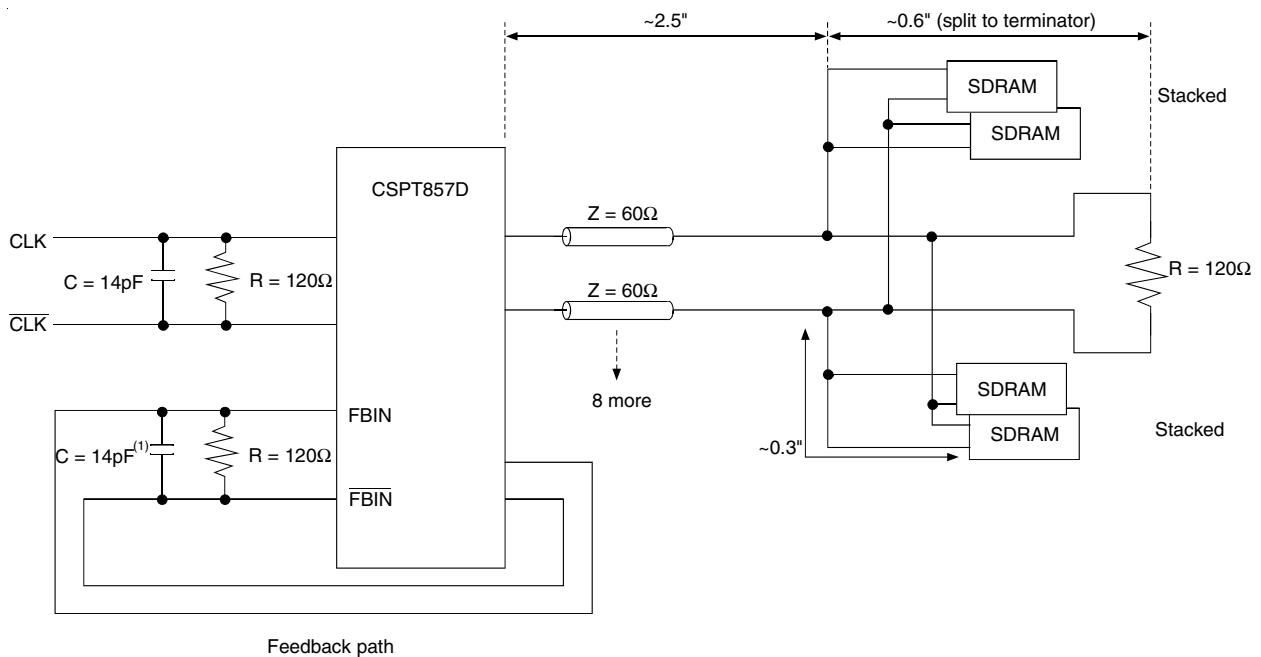 ~2.5"
~0.6" (split to terminator)
SDRAM
Stacked
SDRAM
CSPT857D
CLK
C = 14pF
R = 120Ω
Z = 60Ω
R = 120Ω
CLK
Z = 60Ω
8 more
SDRAM
FBIN
Stacked
SDRAM
~0.3"
C = 14pF(1)
R = 120Ω
FBIN
Feedback path